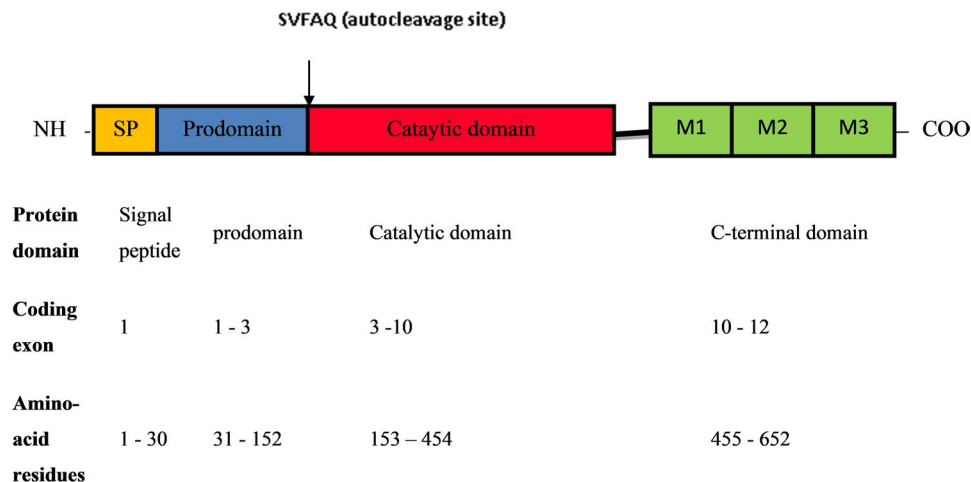 SVFAQ (autocleavage site)
NH - SP Prodomain Cataytic domain M1 M2 M3 - COO
Protein domain Signal peptide prodomain Catalytic domain C-terminal domain
Coding exon 1 1 - 3 3 -10 10 - 12
Amino-acid residues 1 - 30 31 - 152 153 – 454 455 - 652